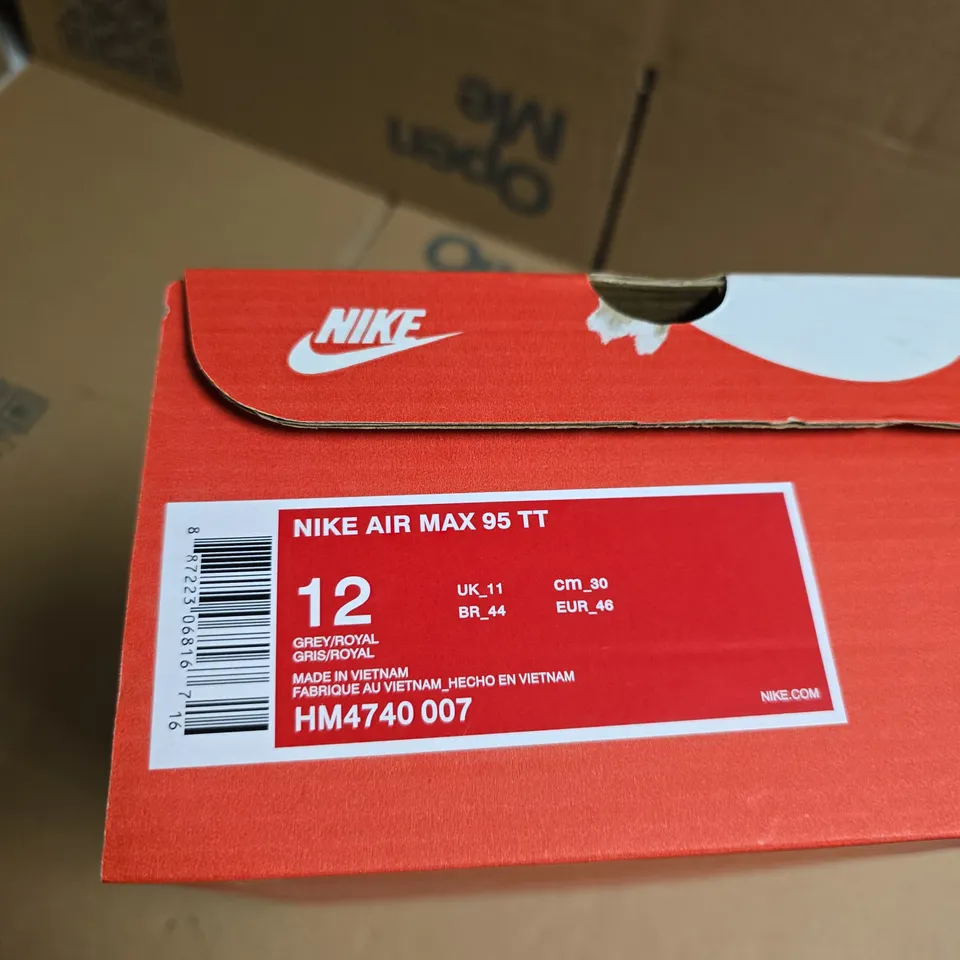 Open
Me
Op
NIKE
NIKE AIR MAX 95 TT
12
UK_11
cm_30
BR_44
EUR_46
GREY/ROYAL
GRIS/ROYAL
MADE IN VIETNAM
FABRIQUE AU VIETNAM_HECHO EN VIETNAM
HM4740 007
NIKE.COM
8 87223 06816 7 16